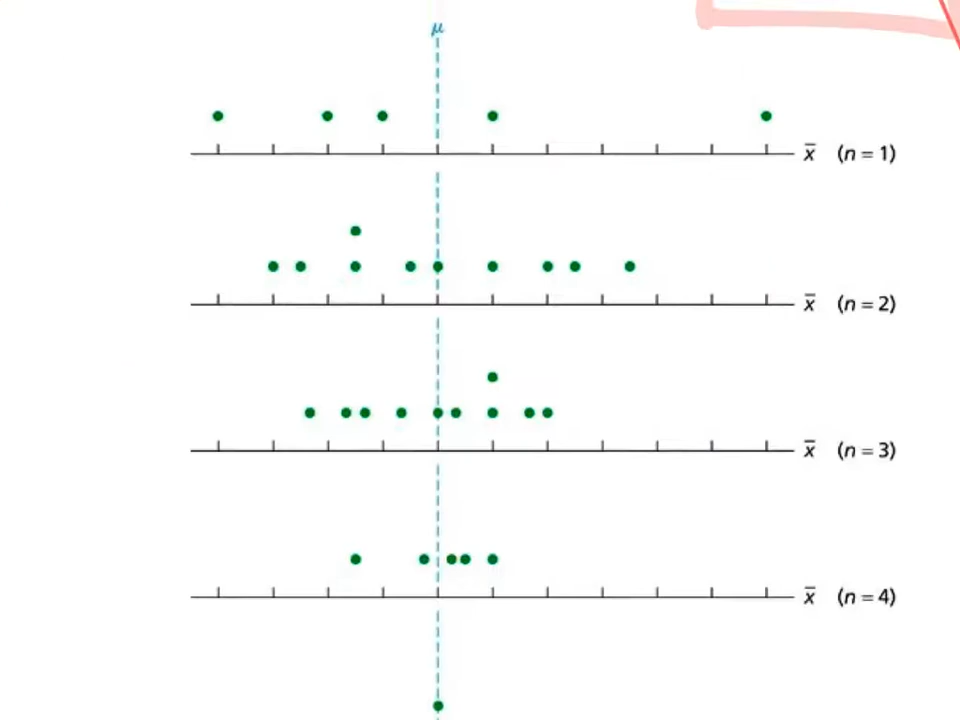 μ
x̄ (n = 1)
x̄ (n = 2)
x̄ (n = 3)
x̄ (n = 4)